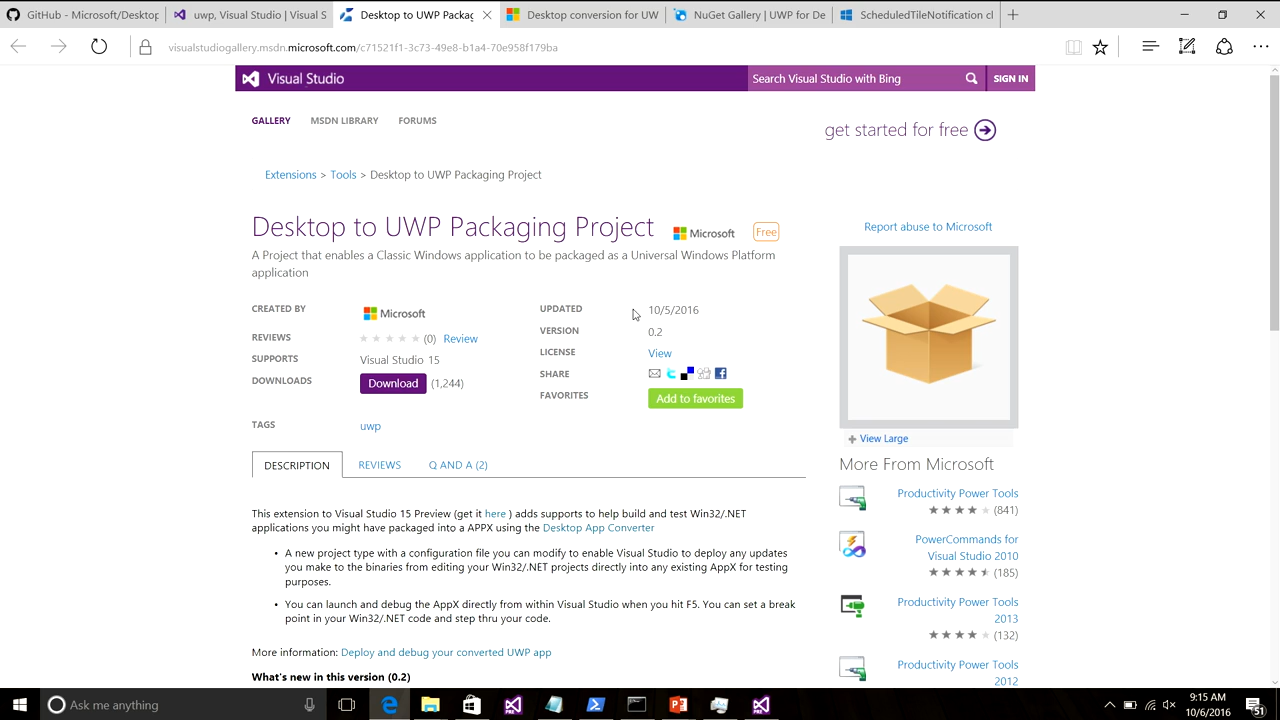 GitHub - Microsoft/Desktop
uwp, Visual Studio | Visual S
Desktop to UWP Packag
Desktop conversion for UW
NuGet Gallery | UWP for De
ScheduledTileNotification cl
visualstudiogallery.msdn.microsoft.com/c71521f1-3c73-49e8-b1a4-70e958f179ba
Visual Studio
Search Visual Studio with Bing
SIGN IN
GALLERY MSDN LIBRARY FORUMS
get started for free
Extensions > Tools > Desktop to UWP Packaging Project
Desktop to UWP Packaging Project
Microsoft
Free
Report abuse to Microsoft
A Project that enables a Classic Windows application to be packaged as a Universal Windows Platform
application
CREATED BY Microsoft
UPDATED 10/5/2016
REVIEWS (0) Review
VERSION 0.2
SUPPORTS Visual Studio 15
LICENSE View
DOWNLOADS Download (1,244)
SHARE
FAVORITES Add to favorites
TAGS uwp
View Large
DESCRIPTION REVIEWS Q AND A (2)
This extension to Visual Studio 15 Preview (get it here ) adds supports to help build and test Win32/.NET
applications you might have packaged into a APPX using the Desktop App Converter
• A new project type with a configuration file you can modify to enable Visual Studio to deploy any updates
you make to the binaries from editing your Win32/.NET projects directly into any existing AppX for testing
purposes.
• You can launch and debug the AppX directly from within Visual Studio when you hit F5. You can set a break
point in your Win32/.NET code and step thru your code.
More information: Deploy and debug your converted UWP app
What's new in this version (0.2)
More From Microsoft
Productivity Power Tools
(841)
PowerCommands for
Visual Studio 2010
(185)
Productivity Power Tools
2013
(132)
Productivity Power Tools
2012
Ask me anything
9:15 AM
10/6/2016
51